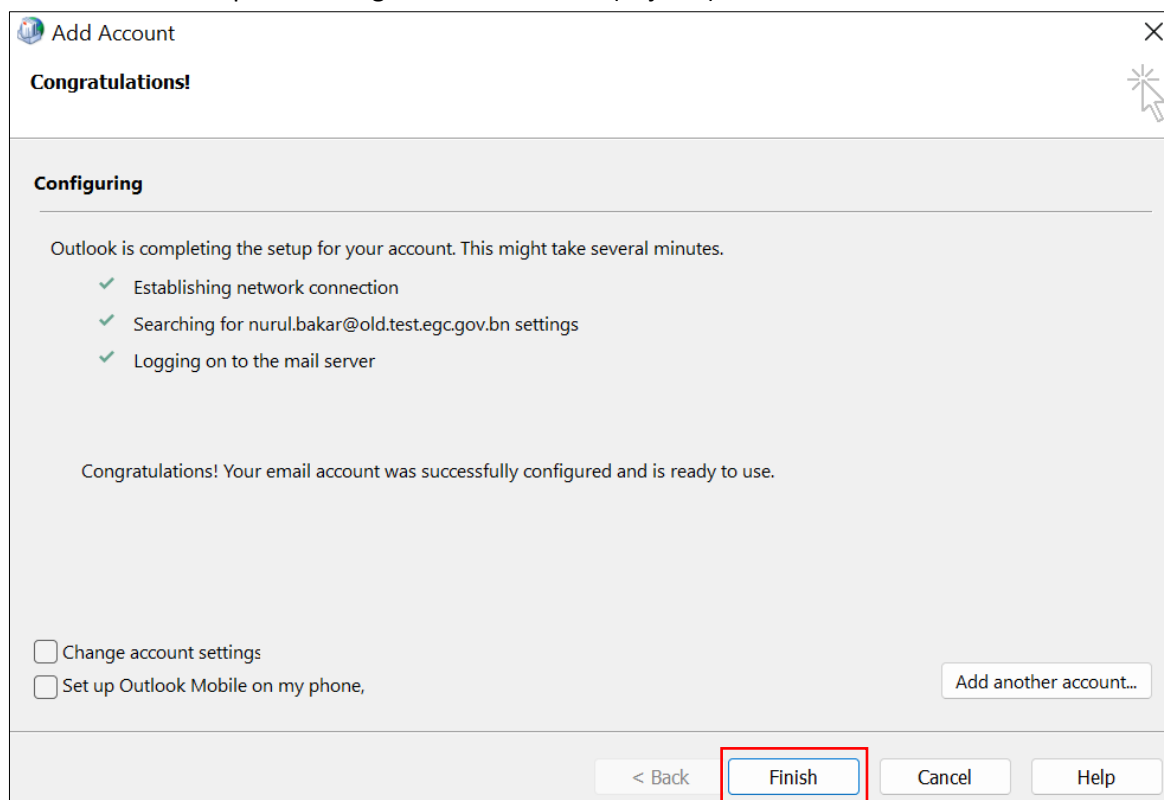 Add Account
Congratulations!
Configuring
Outlook is completing the setup for your account. This might take several minutes.
Establishing network connection
Searching for nurul.bakar@old.test.egc.gov.bn settings
Logging on to the mail server
Congratulations! Your email account was successfully configured and is ready to use.
Change account settings
Set up Outlook Mobile on my phone,
Add another account...
< Back Finish Cancel Help